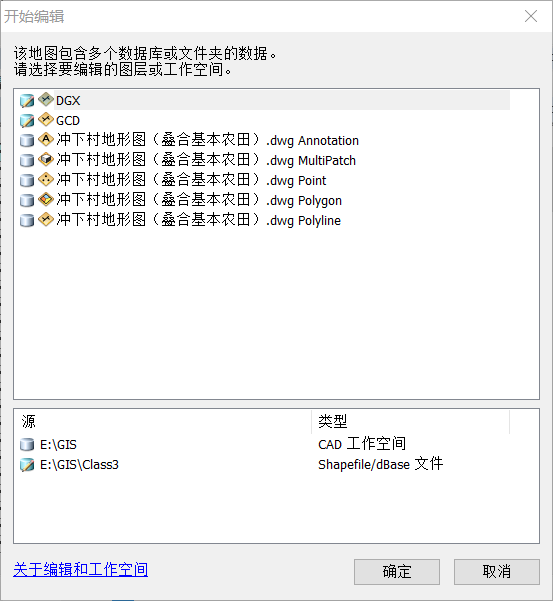 开始编辑
该地图包含多个数据库或文件夹的数据。
请选择要编辑的图层或工作空间。
DGX
GCD
冲下村地形图（叠合基本农田）.dwg Annotation
冲下村地形图（叠合基本农田）.dwg MultiPatch
冲下村地形图（叠合基本农田）.dwg Point
冲下村地形图（叠合基本农田）.dwg Polygon
冲下村地形图（叠合基本农田）.dwg Polyline
源 类型
E:\GIS CAD 工作空间
E:\GIS\Class3 Shapefile/dBase 文件
关于编辑和工作空间 确定 取消